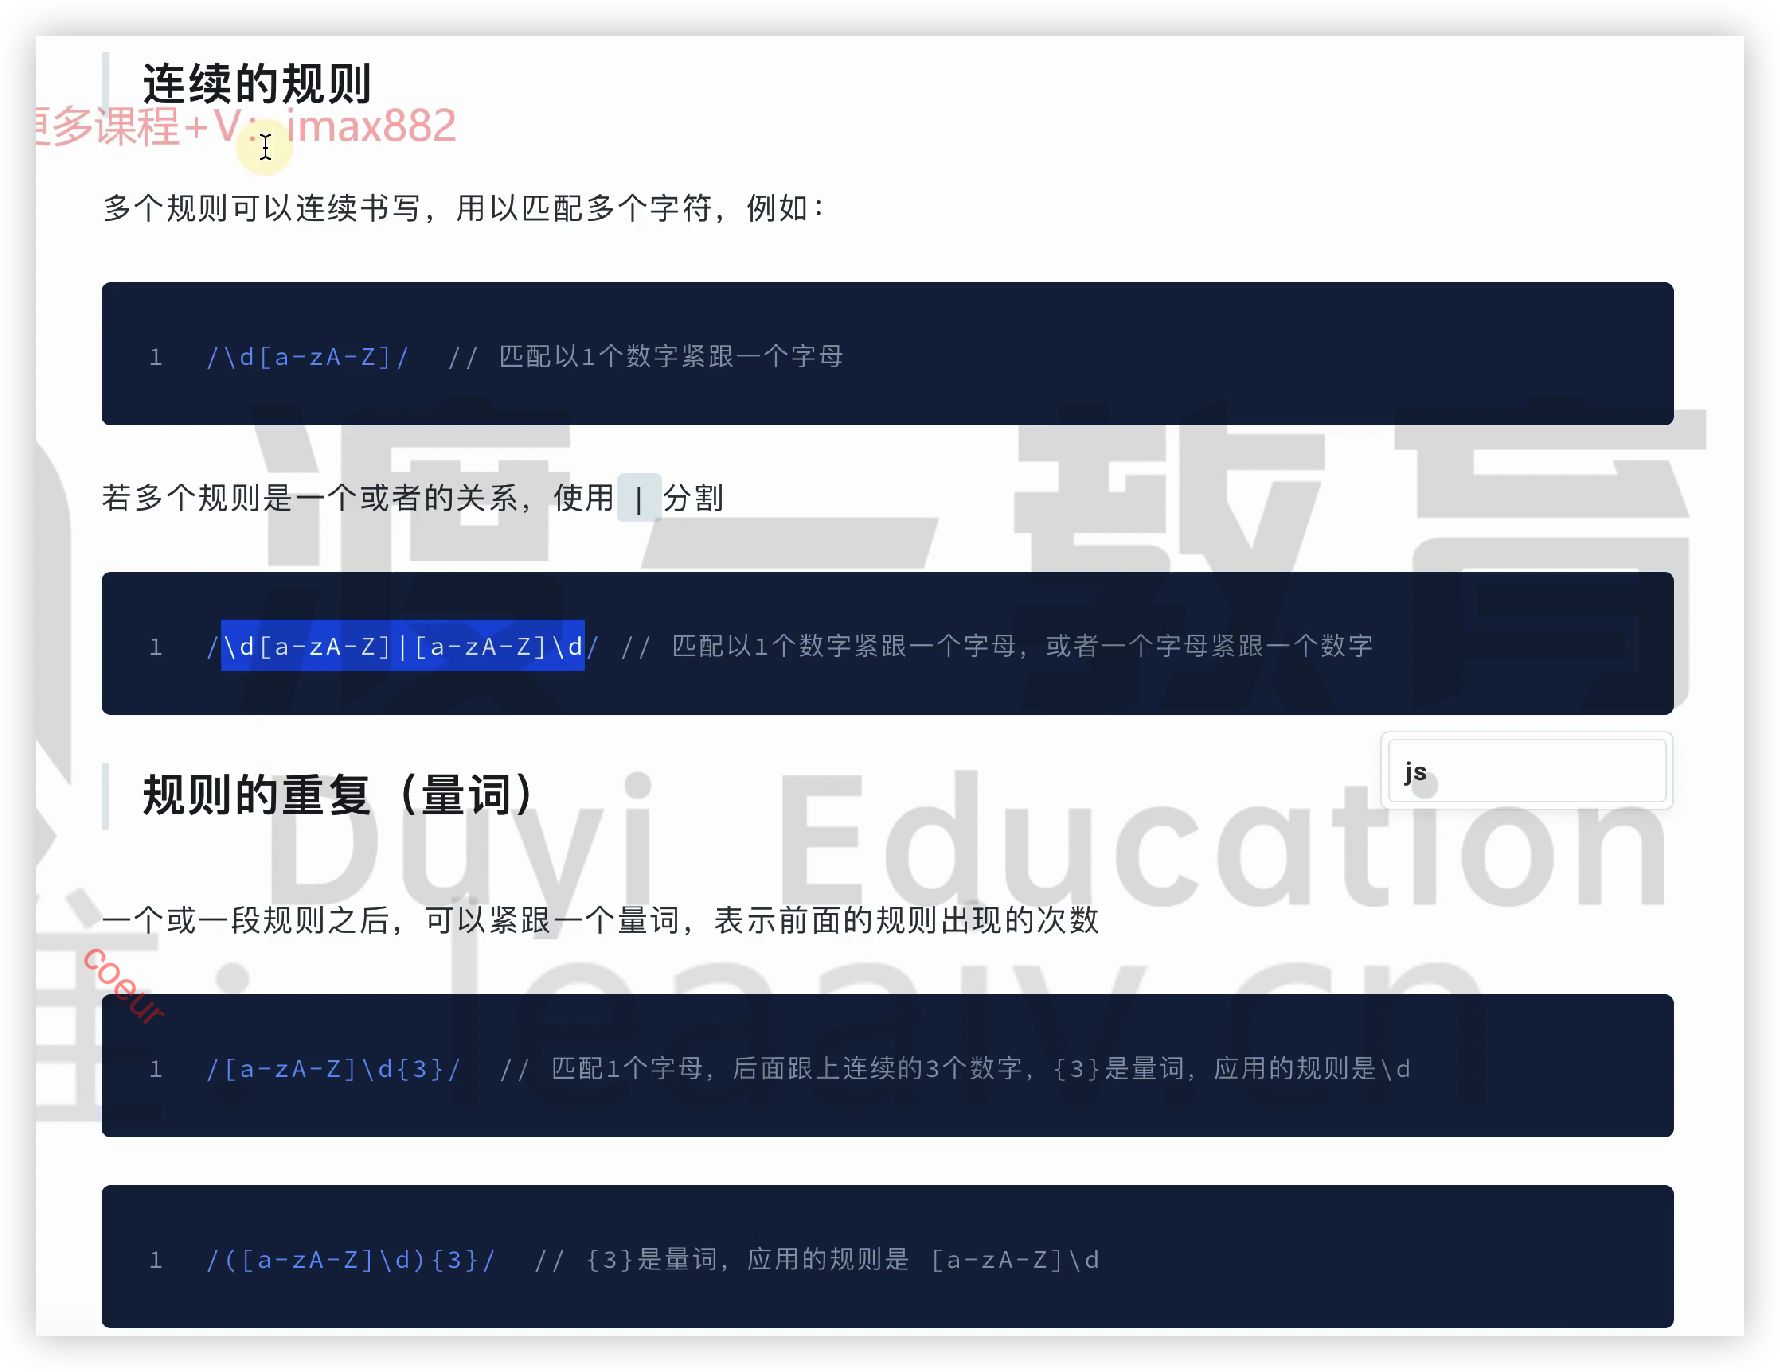 连续的规则
更多课程+V: jmax882
多个规则可以连续书写，用以匹配多个字符，例如：
1 /\d[a-zA-Z]/ // 匹配以1个数字紧跟一个字母
若多个规则是一个或者的关系，使用 | 分割
1 /\d[a-zA-Z]|[a-zA-Z]\d/ // 匹配以1个数字紧跟一个字母，或者一个字母紧跟一个数字
渡一教育
js
规则的重复（量词）
Duyi Education
一个或一段规则之后，可以紧跟一个量词，表示前面的规则出现的次数
coeur
1 /[a-zA-Z]\d{3}/ // 匹配1个字母，后面跟上连续的3个数字，{3}是量词，应用的规则是\d
1 /([a-zA-Z]\d){3}/ // {3}是量词，应用的规则是 [a-zA-Z]\d